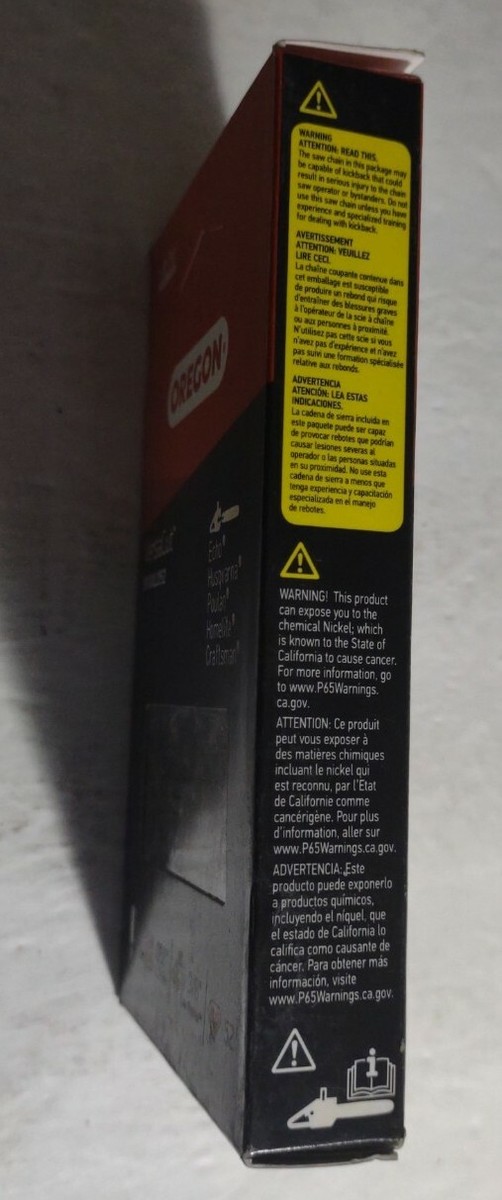 OREGON
Echo®
Husqvarna®
Poulan®
Homelite®
Craftsman®
WARNING
ATTENTION: READ THIS.
The saw chain in this package may
be capable of kickback that could
result in serious injury to the chain
saw operator or bystanders. Do not
use this saw chain unless you have
experience and specialized training
for dealing with kickback.
AVERTISSEMENT
ATTENTION: VEUILLEZ
LIRE CECI.
La chaîne coupante contenue dans
cet emballage est susceptible
de produire un rebond qui risque
d'entraîner des blessures graves
à l'opérateur de la scie à chaîne
ou aux personnes à proximité.
N'utilisez pas cette scie si vous
n'avez pas d'expérience et n'avez
pas suivi une formation spécialisée
relative aux rebonds.
ADVERTENCIA
ATENCIÓN: LEA ESTAS
INDICACIONES.
La cadena de sierra incluida en
este paquete puede ser capaz
de provocar rebotes que podrían
causar lesiones severas al
operador o las personas situadas
en su proximidad. No use esta
cadena de sierra a menos que
tenga experiencia y capacitación
especializada en el manejo
de rebotes.
WARNING! This product
can expose you to the
chemical Nickel; which
is known to the State of
California to cause cancer.
For more information, go
to www.P65Warnings.
ca.gov.
ATTENTION: Ce produit
peut vous exposer à
des matières chimiques
incluant le nickel qui
est reconnu, par l'Etat
de Californie comme
cancérigène. Pour plus
d'information, aller sur
www.P65Warnings.ca.gov.
ADVERTENCIA: Este
producto puede exponerlo
a productos químicos,
incluyendo el níquel, que
el estado de California lo
califica como causante de
cáncer. Para obtener más
información, visite
www.P65Warnings.ca.gov.